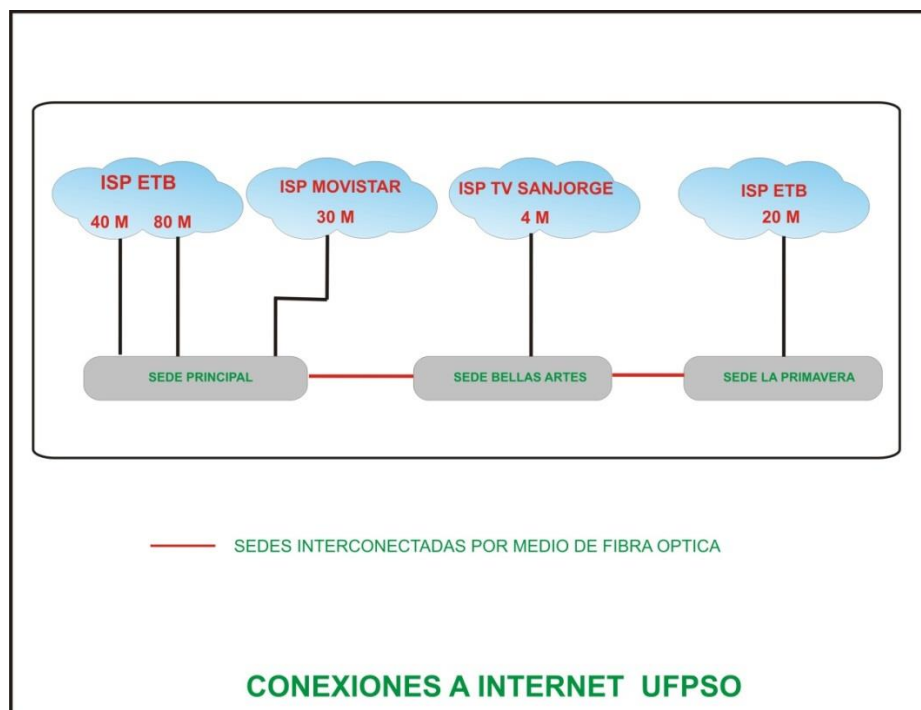 ISP ETB
40 M 80 M
ISP MOVISTAR
30 M
ISP TV SANJORGE
4 M
ISP ETB
20 M
SEDE PRINCIPAL
SEDE BELLAS ARTES
SEDE LA PRIMAVERA
SEDES INTERCONECTADAS POR MEDIO DE FIBRA OPTICA
CONEXIONES A INTERNET UFPSO